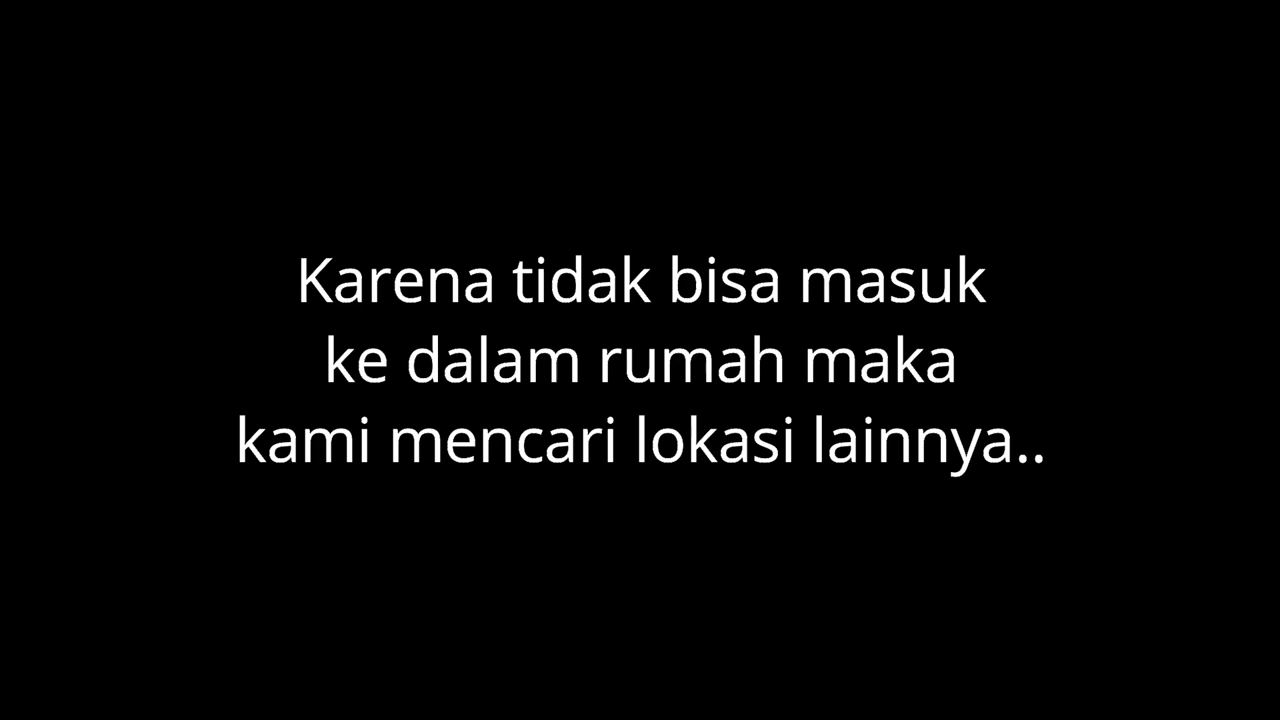 Karena tidak bisa masuk
ke dalam rumah maka
kami mencari lokasi lainnya..